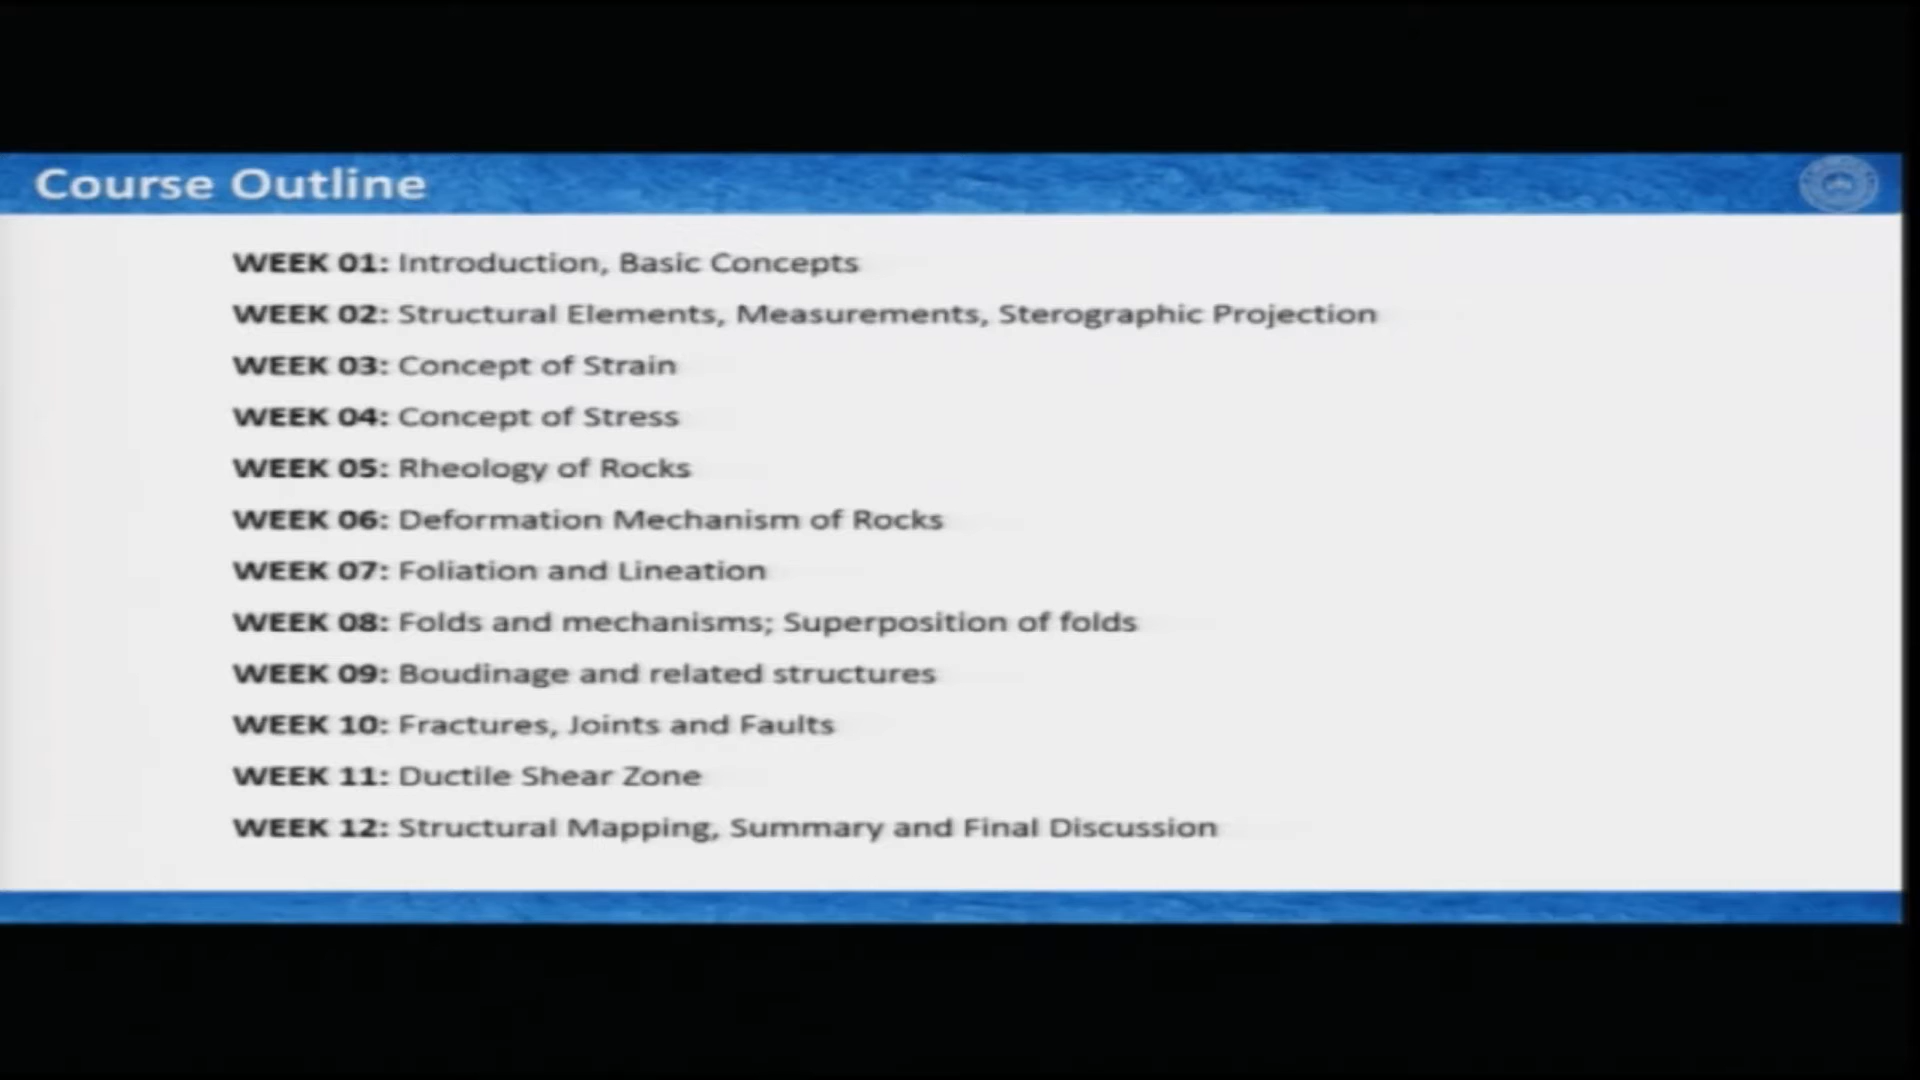 Course Outline
WEEK 01: Introduction, Basic Concepts
WEEK 02: Structural Elements, Measurements, Sterographic Projection
WEEK 03: Concept of Strain
WEEK 04: Concept of Stress
WEEK 05: Rheology of Rocks
WEEK 06: Deformation Mechanism of Rocks
WEEK 07: Foliation and Lineation
WEEK 08: Folds and mechanisms; Superposition of folds
WEEK 09: Boudinage and related structures
WEEK 10: Fractures, Joints and Faults
WEEK 11: Ductile Shear Zone
WEEK 12: Structural Mapping, Summary and Final Discussion